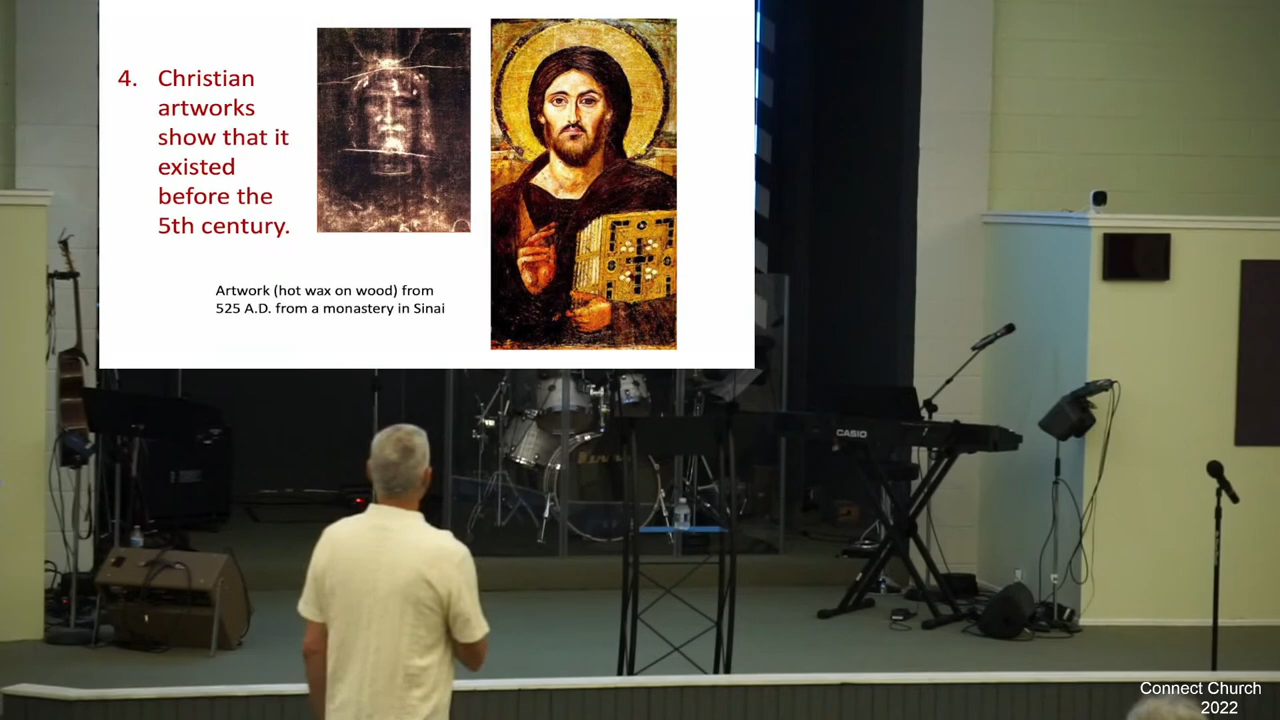 4. Christian
artworks
show that it
existed
before the
5th century.
Artwork (hot wax on wood) from
525 A.D. from a monastery in Sinai
CASIO
Connect Church
2022